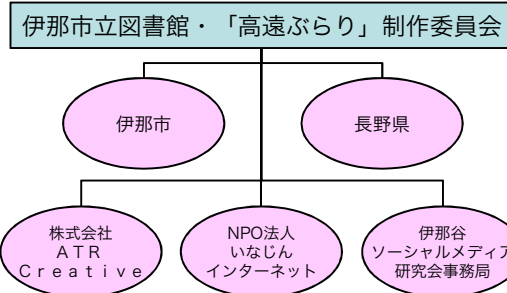 伊那市立図書館・「高遠ぶらり」制作委員会
伊那市
長野県
株式会社
ＡＴＲ
Ｃｒｅａｔｉｖｅ
NPO法人
いなじん
インターネット
伊那谷
ソーシャルメディア
研究会事務局